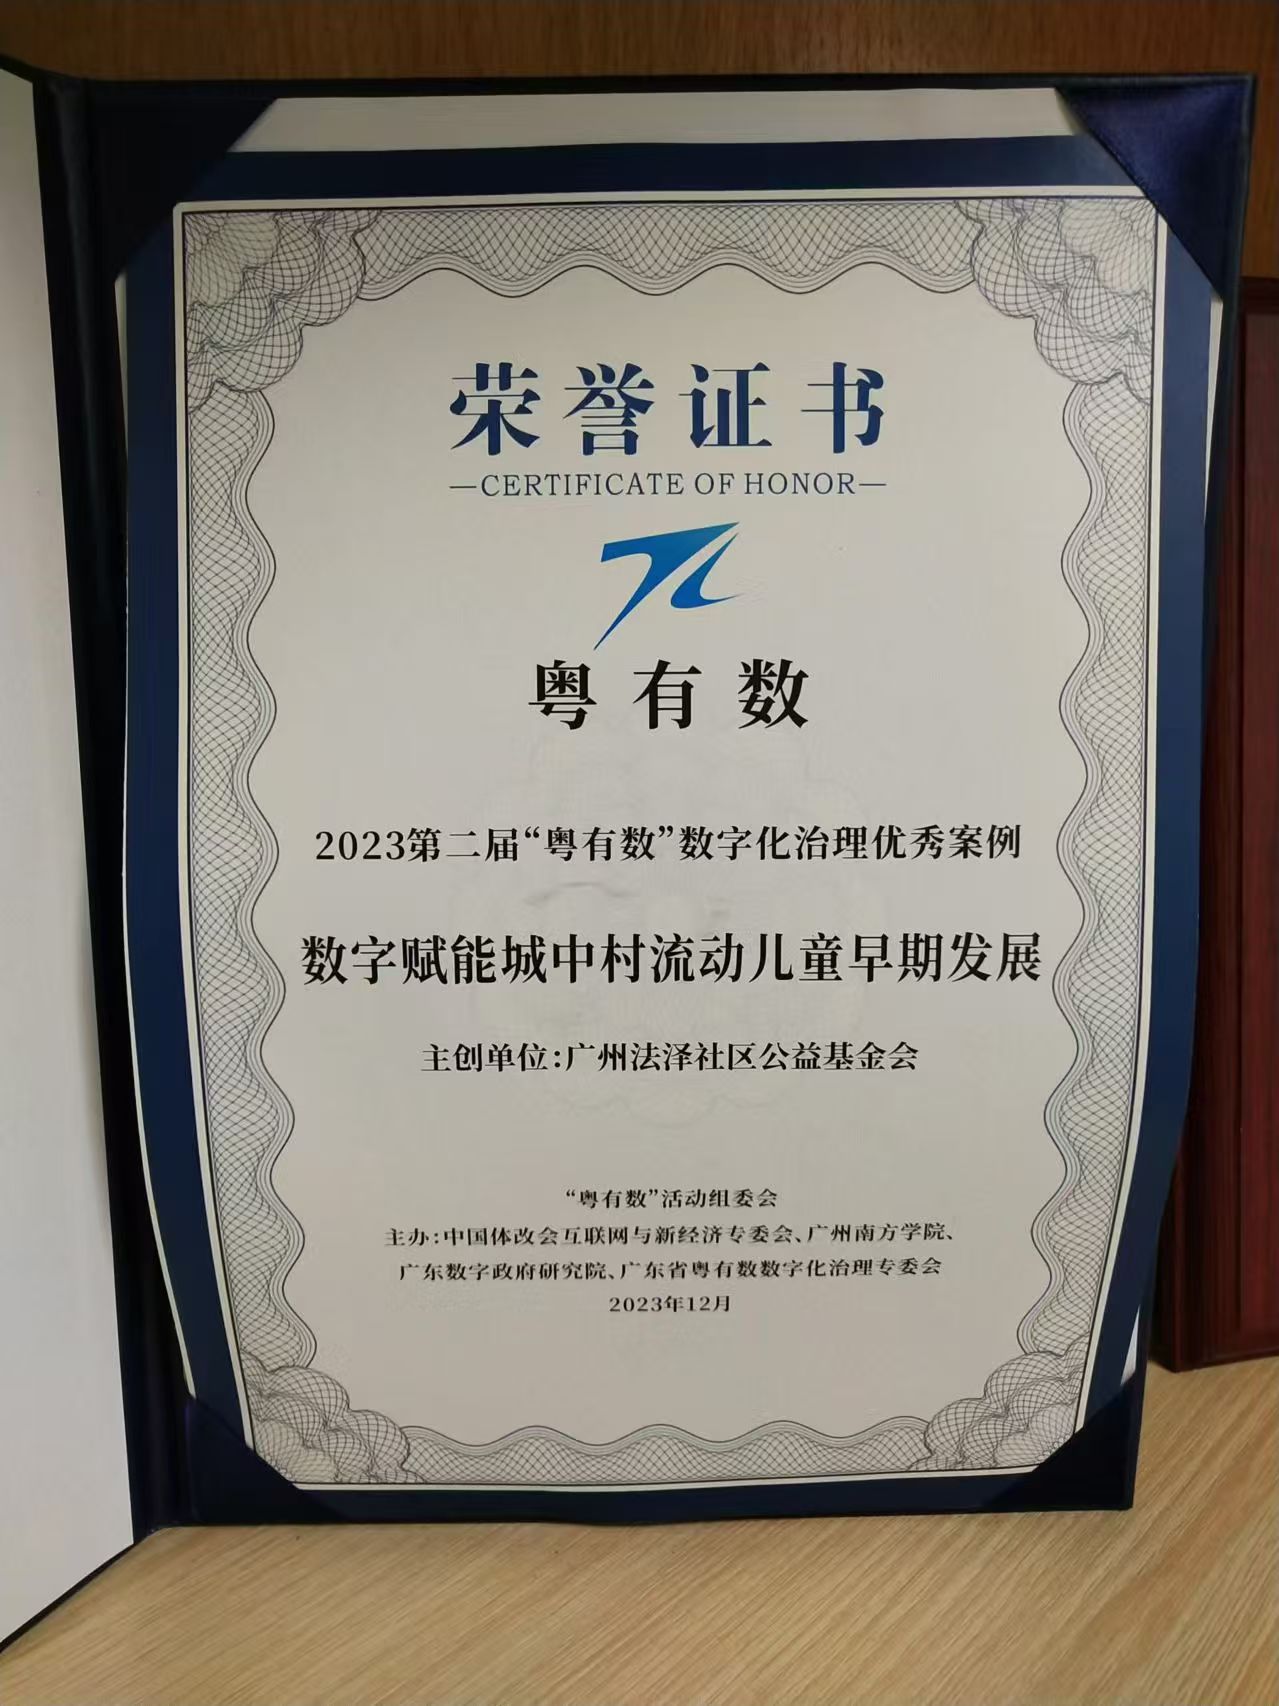 荣誉证书
—CERTIFICATE OF HONOR—
粤有数
2023第二届“粤有数”数字化治理优秀案例
数字赋能城中村流动儿童早期发展
主创单位:广州法泽社区公益基金会
“粤有数”活动组委会
主办:中国体改会互联网与新经济专委会、广州南方学院、
广东数字政府研究院、广东省粤有数数字化治理专委会
2023年12月